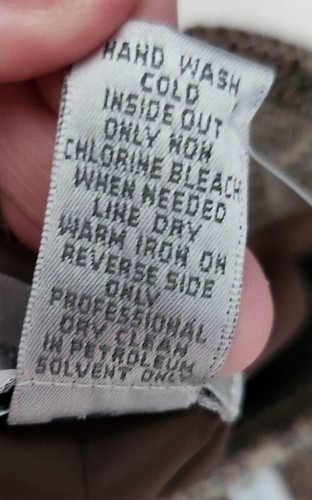 HAND WASH
COLD
INSIDE OUT
ONLY NON
CHLORINE BLEACH
WHEN NEEDED
LINE DRY
WARM IRON ON
REVERSE SIDE
ONLY
PROFESSIONAL
DRY CLEAN
IN PETROLEUM
SOLVENT ONLY